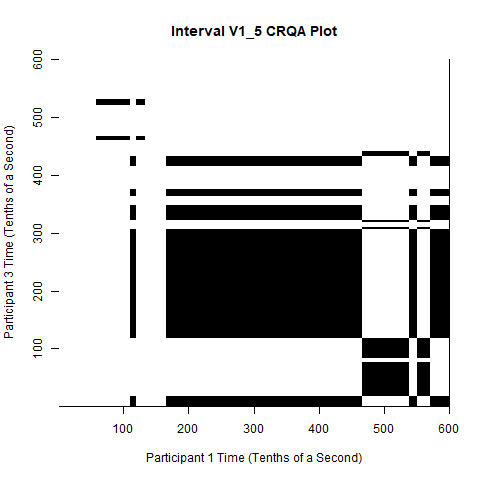 Interval V1_5 CRQA Plot
600
500
400
300
200
100
Participant 3 Time (Tenths of a Second)
100 200 300 400 500 600
Participant 1 Time (Tenths of a Second)